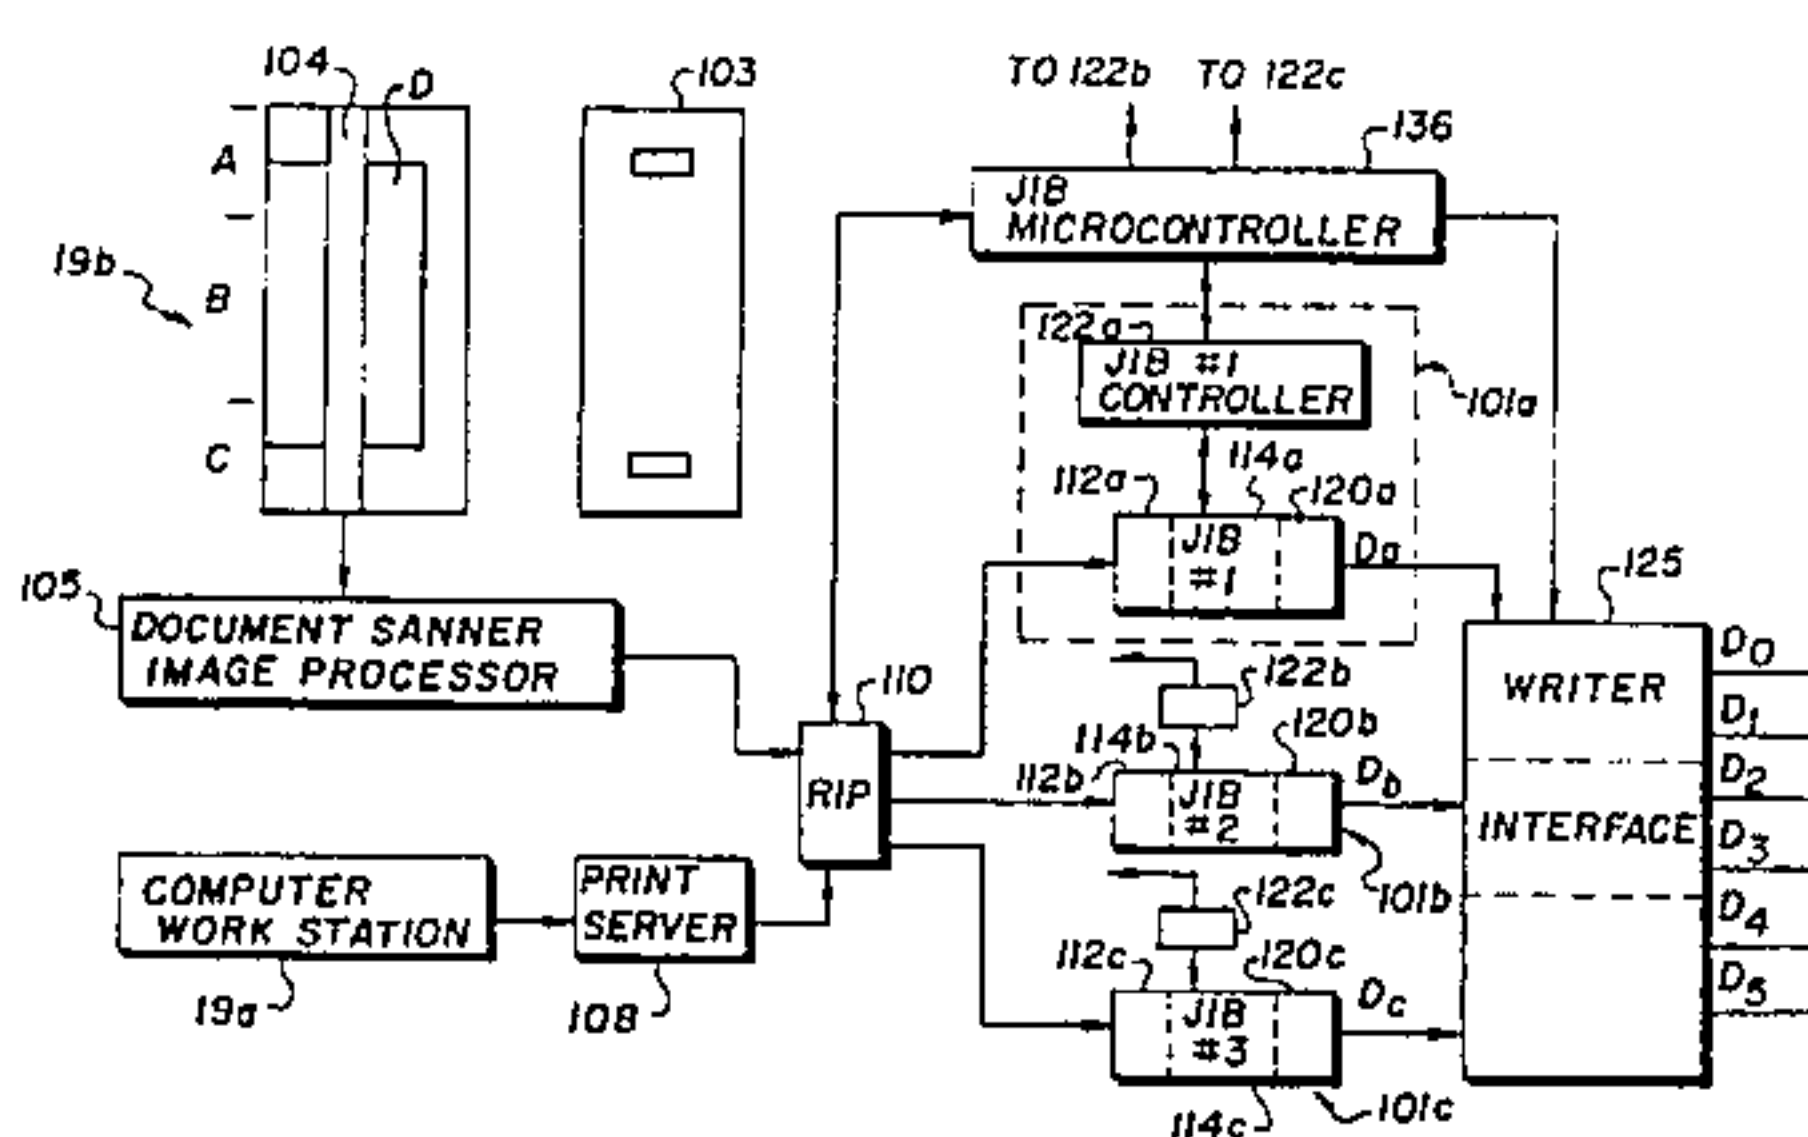 104
D
103
TO 122b
TO 122c
136
A
JIB
MICROCONTROLLER
19b
B
122a
JIB #1
CONTROLLER
101a
C
112a
114a
120a
JIB
#1
Da
125
105
DOCUMENT SANNER
IMAGE PROCESSOR
110
122b
WRITER
D0
D1
114b
120b
112b
RIP
JIB
#2
Db
D2
INTERFACE
D3
COMPUTER
WORK STATION
PRINT
SERVER
122c
101b
D4
112c
120c
D5
19a
108
JIB
#3
Dc
114c
101c